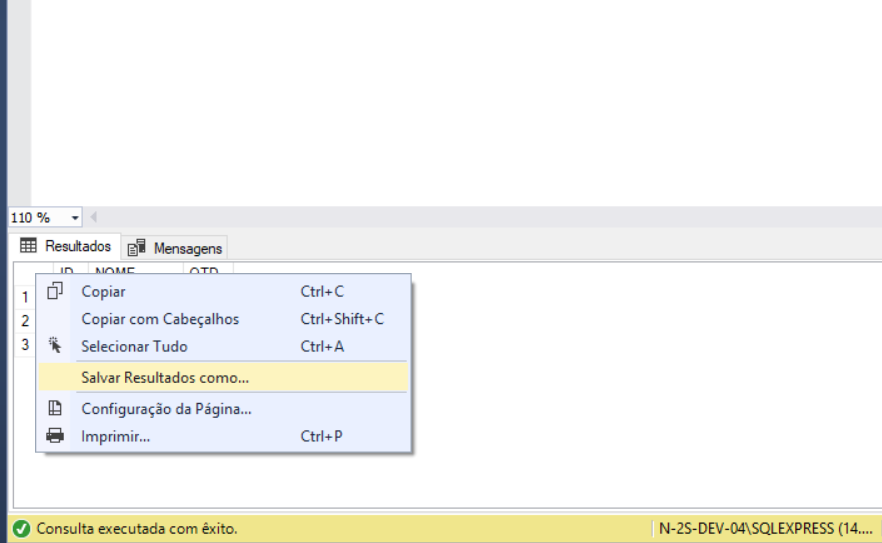 110 %
Resultados Mensagens
ID NOME QTD
1
2
3
Copiar Ctrl+C
Copiar com Cabeçalhos Ctrl+Shift+C
Selecionar Tudo Ctrl+A
Salvar Resultados como...
Configuração da Página...
Imprimir... Ctrl+P
Consulta executada com êxito. N-2S-DEV-04\SQLEXPRESS (14....